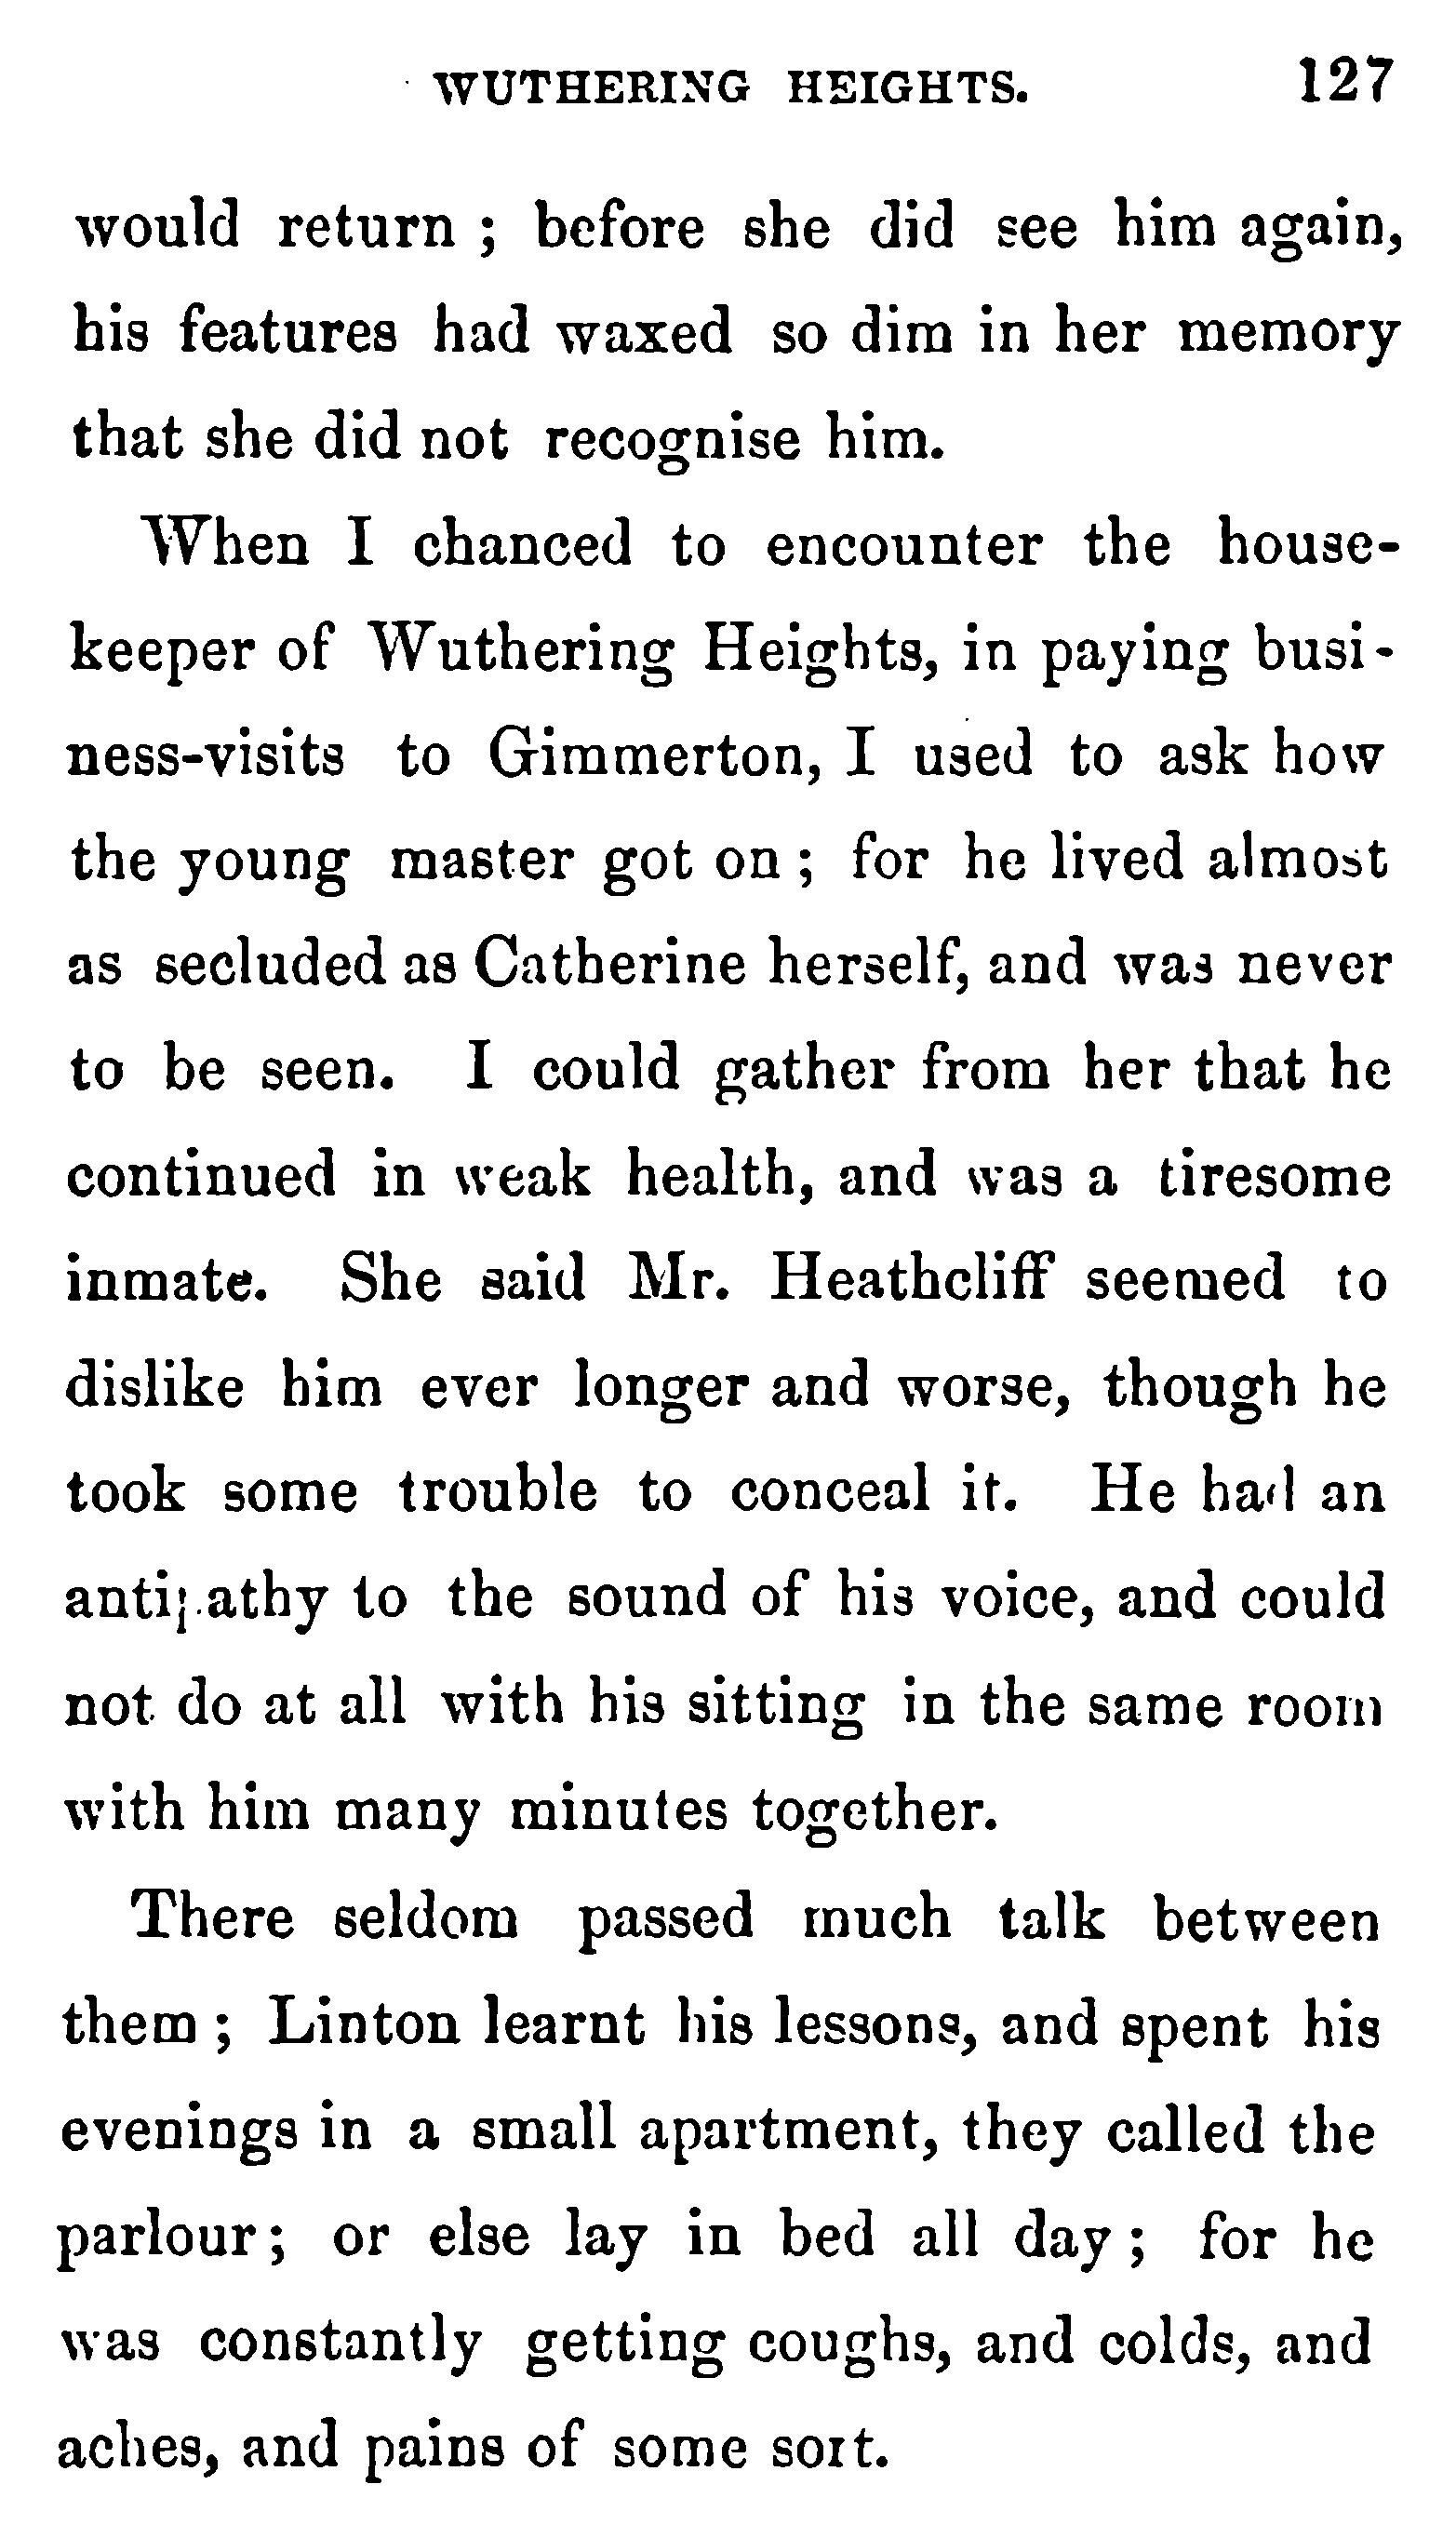 WUTHERING HEIGHTS. 127
would return ; before she did see him again,
his features had waxed so dim in her memory
that she did not recognise him.
When I chanced to encounter the house-
keeper of Wuthering Heights, in paying busi-
ness-visits to Gimmerton, I used to ask how
the young master got on ; for he lived almost
as secluded as Catherine herself, and was never
to be seen. I could gather from her that he
continued in weak health, and was a tiresome
inmate. She said Mr. Heathcliff seemed to
dislike him ever longer and worse, though he
took some trouble to conceal it. He had an
antipathy to the sound of his voice, and could
not do at all with his sitting in the same room
with him many minutes together.
There seldom passed much talk between
them ; Linton learnt his lessons, and spent his
evenings in a small apartment, they called the
parlour ; or else lay in bed all day ; for he
was constantly getting coughs, and colds, and
aches, and pains of some sort.